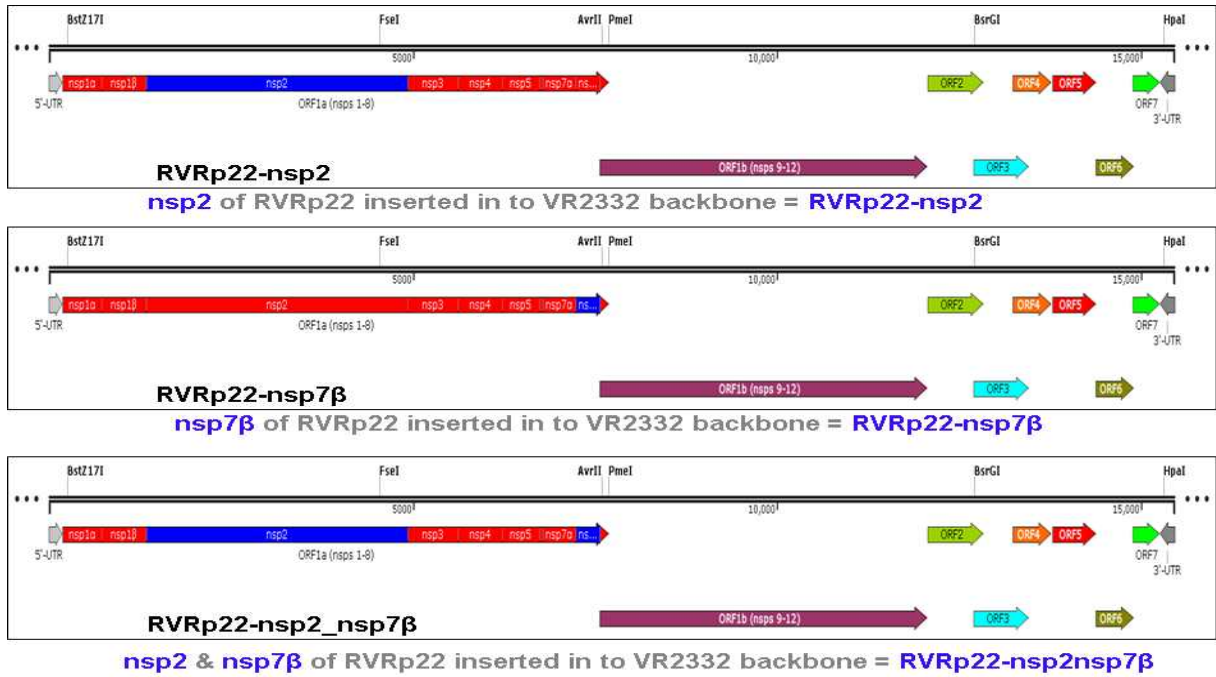 BstZ17I FseI AvrII PmeI BsrGI HpaI
5000 10,000 15,000
nsp1α nsp1β nsp2 nsp3 nsp4 nsp5 nsp7α ns... ORF2 ORF4 ORF5
5'-UTR ORF1a (nsps 1-8) ORF7
3'-UTR
RVRp22-nsp2 ORF1b (nsps 9-12) ORF3 ORF6
nsp2 of RVRp22 inserted in to VR2332 backbone = RVRp22-nsp2
BstZ17I FseI AvrII PmeI BsrGI HpaI
5000 10,000 15,000
nsp1α nsp1β nsp2 nsp3 nsp4 nsp5 nsp7α ns... ORF2 ORF4 ORF5
5'-UTR ORF1a (nsps 1-8) ORF7
3'-UTR
RVRp22-nsp7β ORF1b (nsps 9-12) ORF3 ORF6
nsp7β of RVRp22 inserted in to VR2332 backbone = RVRp22-nsp7β
BstZ17I FseI AvrII PmeI BsrGI HpaI
5000 10,000 15,000
nsp1α nsp1β nsp2 nsp3 nsp4 nsp5 nsp7α ns... ORF2 ORF4 ORF5
5'-UTR ORF1a (nsps 1-8) ORF7
3'-UTR
RVRp22-nsp2_nsp7β ORF1b (nsps 9-12) ORF3 ORF6
nsp2 & nsp7β of RVRp22 inserted in to VR2332 backbone = RVRp22-nsp2nsp7β